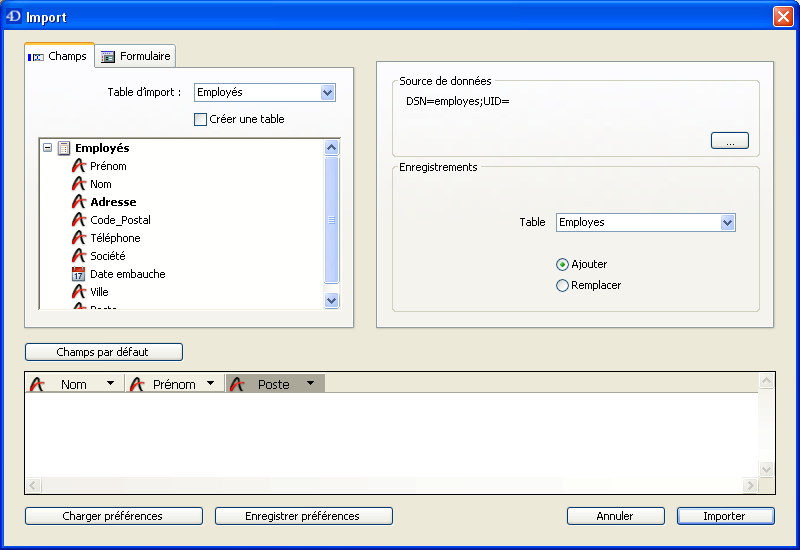 4D Import
Champs
Formulaire
Table d'import :
Employés
Créer une table
Employés
Prénom
Nom
Adresse
Code_Postal
Téléphone
Société
17 Date embauche
Ville
Source de données
DSN=employes;UID=
...
Enregistrements
Table
Employes
Ajouter
Remplacer
Champs par défaut
Nom
Prénom
Poste
Charger préférences
Enregistrer préférences
Annuler
Importer